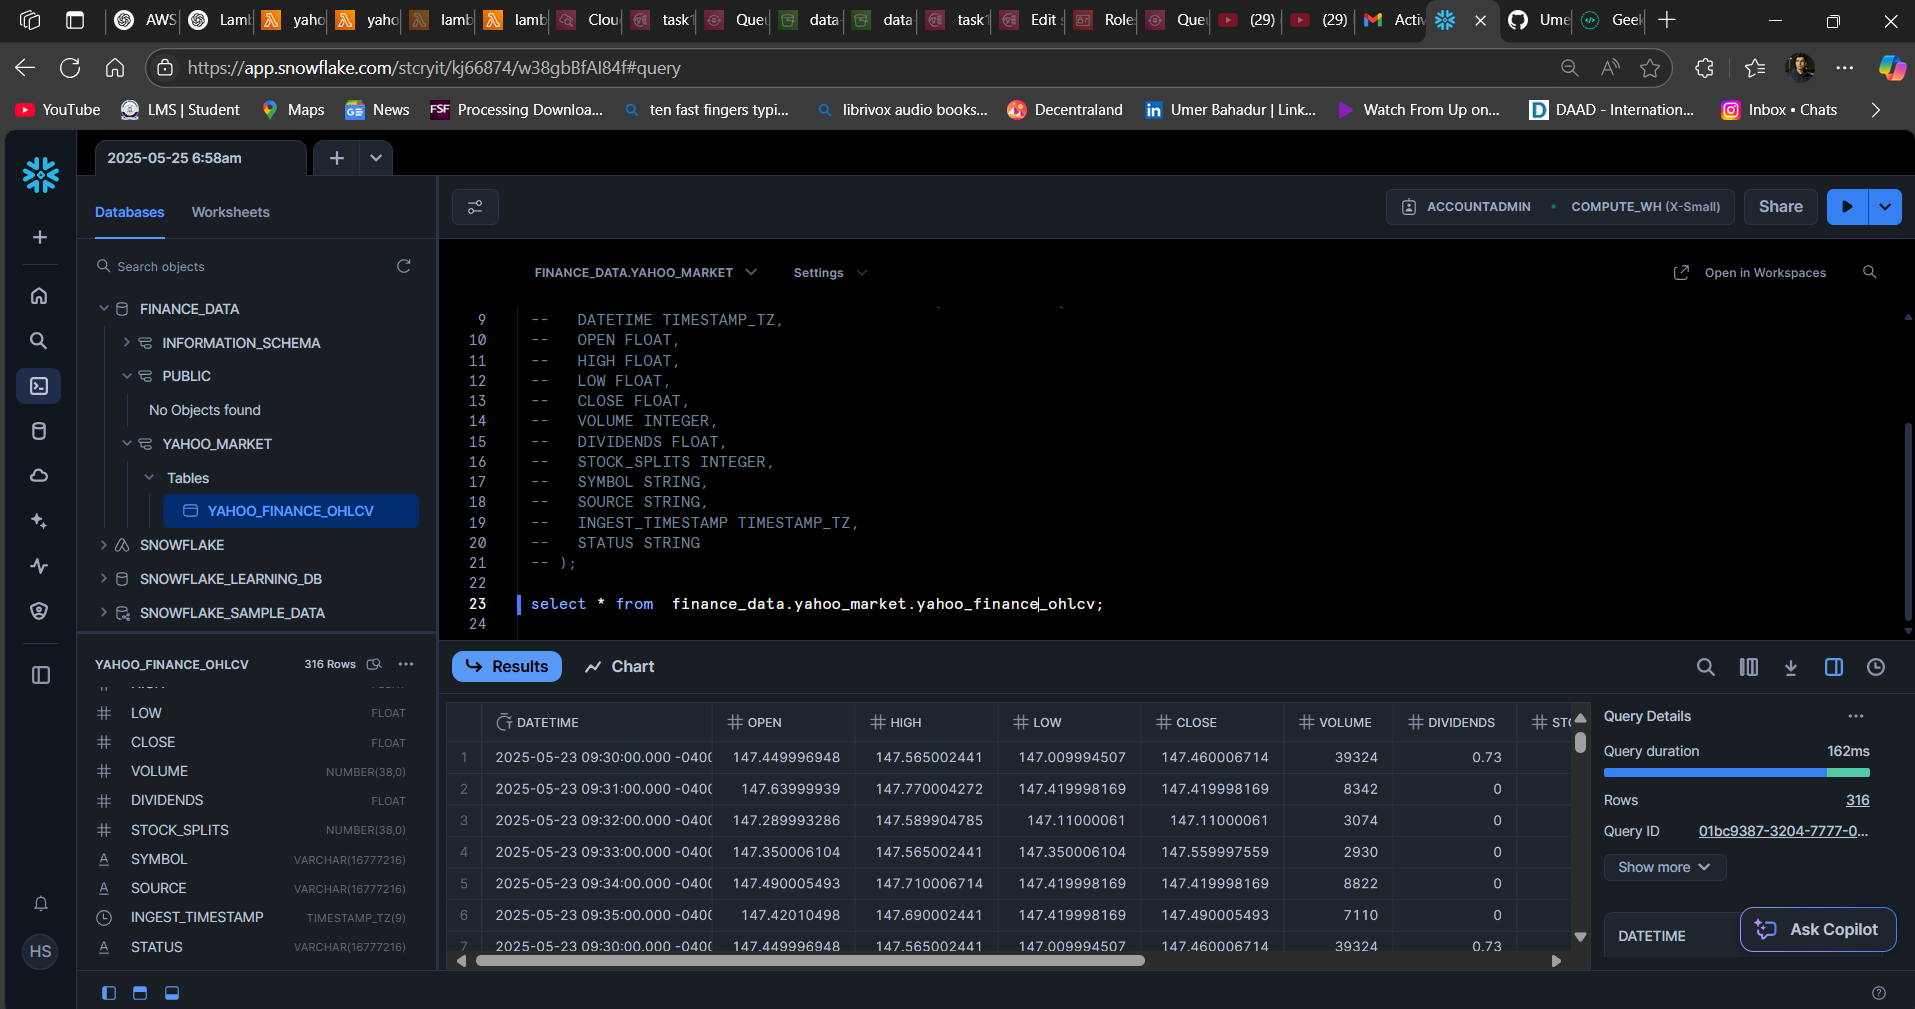 AWS
Lamb
yaho
yaho
lamb
lamb
Clou
task1
Que
data-
data-
task1
Edit
Role
Que
(29)
(29)
Activ
Ume
Geek
https://app.snowflake.com/stcryit/kj66874/w38gbBfAl84f#query
YouTube
LMS | Student
Maps
News
FSF Processing Downloa...
ten fast fingers typi...
librivox audio books...
Decentraland
Umer Bahadur | Link...
Watch From Up on...
DAAD - Internation...
Inbox • Chats
2025-05-25 6:58am
Databases
Worksheets
ACCOUNTADMIN • COMPUTE_WH (X-Small)
Share
Search objects
FINANCE_DATA.YAHOO_MARKET
Settings
Open in Workspaces
FINANCE_DATA
INFORMATION_SCHEMA
PUBLIC
No Objects found
YAHOO_MARKET
Tables
YAHOO_FINANCE_OHLCV
SNOWFLAKE
SNOWFLAKE_LEARNING_DB
SNOWFLAKE_SAMPLE_DATA
9 -- DATETIME TIMESTAMP_TZ,
10 -- OPEN FLOAT,
11 -- HIGH FLOAT,
12 -- LOW FLOAT,
13 -- CLOSE FLOAT,
14 -- VOLUME INTEGER,
15 -- DIVIDENDS FLOAT,
16 -- STOCK_SPLITS INTEGER,
17 -- SYMBOL STRING,
18 -- SOURCE STRING,
19 -- INGEST_TIMESTAMP TIMESTAMP_TZ,
20 -- STATUS STRING
21 -- );
22
23 select * from finance_data.yahoo_market.yahoo_finance_ohlcv;
24
YAHOO_FINANCE_OHLCV 316 Rows
LOW FLOAT
CLOSE FLOAT
VOLUME NUMBER(38,0)
DIVIDENDS FLOAT
STOCK_SPLITS NUMBER(38,0)
A SYMBOL VARCHAR(16777216)
A SOURCE VARCHAR(16777216)
INGEST_TIMESTAMP TIMESTAMP_TZ(9)
A STATUS VARCHAR(16777216)
HS
Results
Chart
DATETIME OPEN HIGH LOW CLOSE VOLUME DIVIDENDS STO
1 2025-05-23 09:30:00.000 -0400 147.449996948 147.565002441 147.009994507 147.460006714 39324 0.73
2 2025-05-23 09:31:00.000 -0400 147.63999939 147.770004272 147.419998169 147.419998169 8342 0
3 2025-05-23 09:32:00.000 -0400 147.289993286 147.589904785 147.11000061 147.11000061 3074 0
4 2025-05-23 09:33:00.000 -0400 147.350006104 147.565002441 147.350006104 147.559997559 2930 0
5 2025-05-23 09:34:00.000 -0400 147.490005493 147.710006714 147.419998169 147.419998169 8822 0
6 2025-05-23 09:35:00.000 -0400 147.42010498 147.690002441 147.419998169 147.490005493 7110 0
7 2025-05-23 09:30:00.000 -0400 147.449996948 147.565002441 147.009994507 147.460006714 39324 0.73
Query Details
Query duration 162ms
Rows 316
Query ID 01bc9387-3204-7777-0...
Show more
DATETIME
Ask Copilot